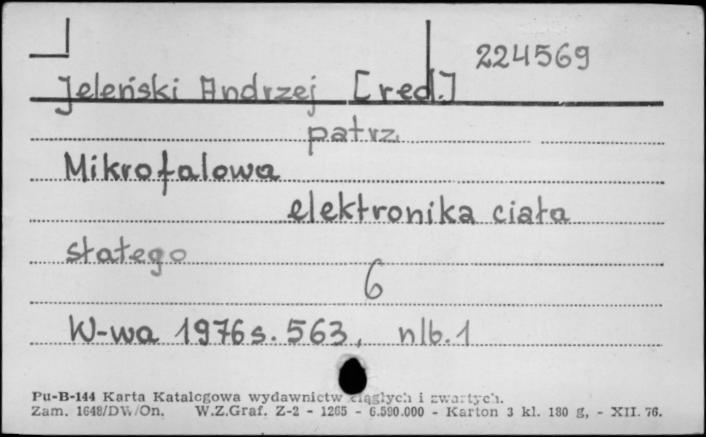 224569
Jeleński Andrzej [red.]
patrz
Mikrofalowa
elektronika ciała
stałego
6
W-wa 1976 s. 563, nlb. 1
Pu-B-144 Karta Katalogowa wydawnictw ciągłych i zwartych.
Zam. 1648/DW/On. W.Z.Graf. Z-2 - 1265 - 6.590.000 - Karton 3 kl. 180 g, - XII. 76.